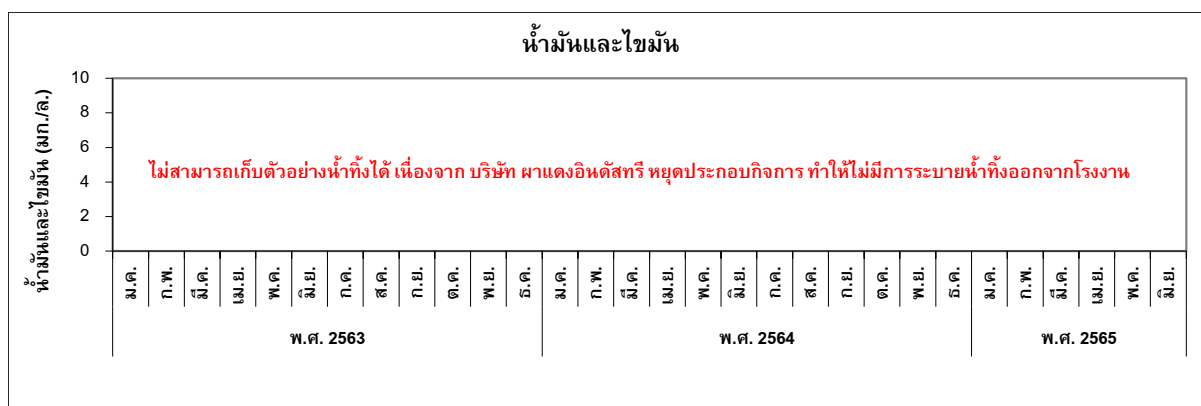 น้ำมันและไขมัน
น้ำมันและไขมัน (มก./ล.)
10
8
6
4
2
0
ไม่สามารถเก็บตัวอย่างน้ำทิ้งได้ เนื่องจาก บริษัท ผาแดงอินดัสทรี หยุดประกอบกิจการ ทำให้ไม่มีการระบายน้ำทิ้งออกจากโรงงาน
ม.ค. ก.พ. มี.ค. เม.ย. พ.ค. มิ.ย. ก.ค. ส.ค. ก.ย. ต.ค. พ.ย. ธ.ค. ม.ค. ก.พ. มี.ค. เม.ย. พ.ค. มิ.ย. ก.ค. ส.ค. ก.ย. ต.ค. พ.ย. ธ.ค. ม.ค. ก.พ. มี.ค. เม.ย. พ.ค. มิ.ย.
พ.ศ. 2563 พ.ศ. 2564 พ.ศ. 2565